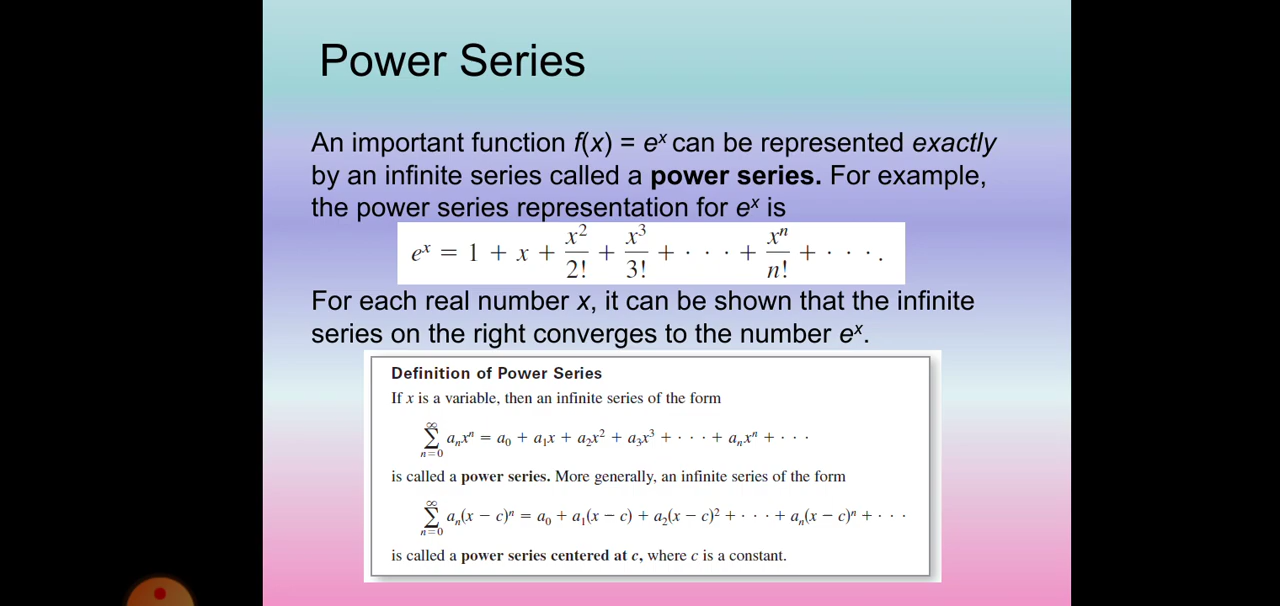 Power Series
An important function f(x) = eˣ can be represented exactly
by an infinite series called a power series. For example,
the power series representation for eˣ is
eˣ = 1 + x + x²/2! + x³/3! + · · · + xⁿ/n! + · · · .
For each real number x, it can be shown that the infinite
series on the right converges to the number eˣ.
Definition of Power Series
If x is a variable, then an infinite series of the form
∞∑n=0 aₙxⁿ = a₀ + a₁x + a₂x² + a₃x³ + · · · + aₙxⁿ + · · ·
is called a power series. More generally, an infinite series of the form
∞∑n=0 aₙ(x − c)ⁿ = a₀ + a₁(x − c) + a₂(x − c)² + · · · + aₙ(x − c)ⁿ + · · ·
is called a power series centered at c, where c is a constant.